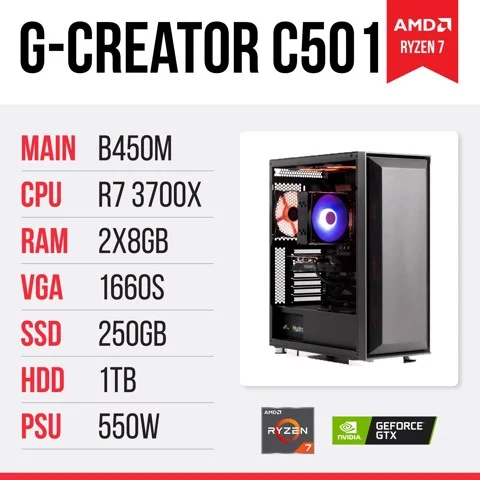 G-CREATOR C501
AMD
RYZEN 7
MAIN B450M
CPU R7 3700X
RAM 2X8GB
VGA 1660S
SSD 250GB
HDD 1TB
PSU 550W
AMD
RYZEN
7
NVIDIA
GEFORCE
GTX